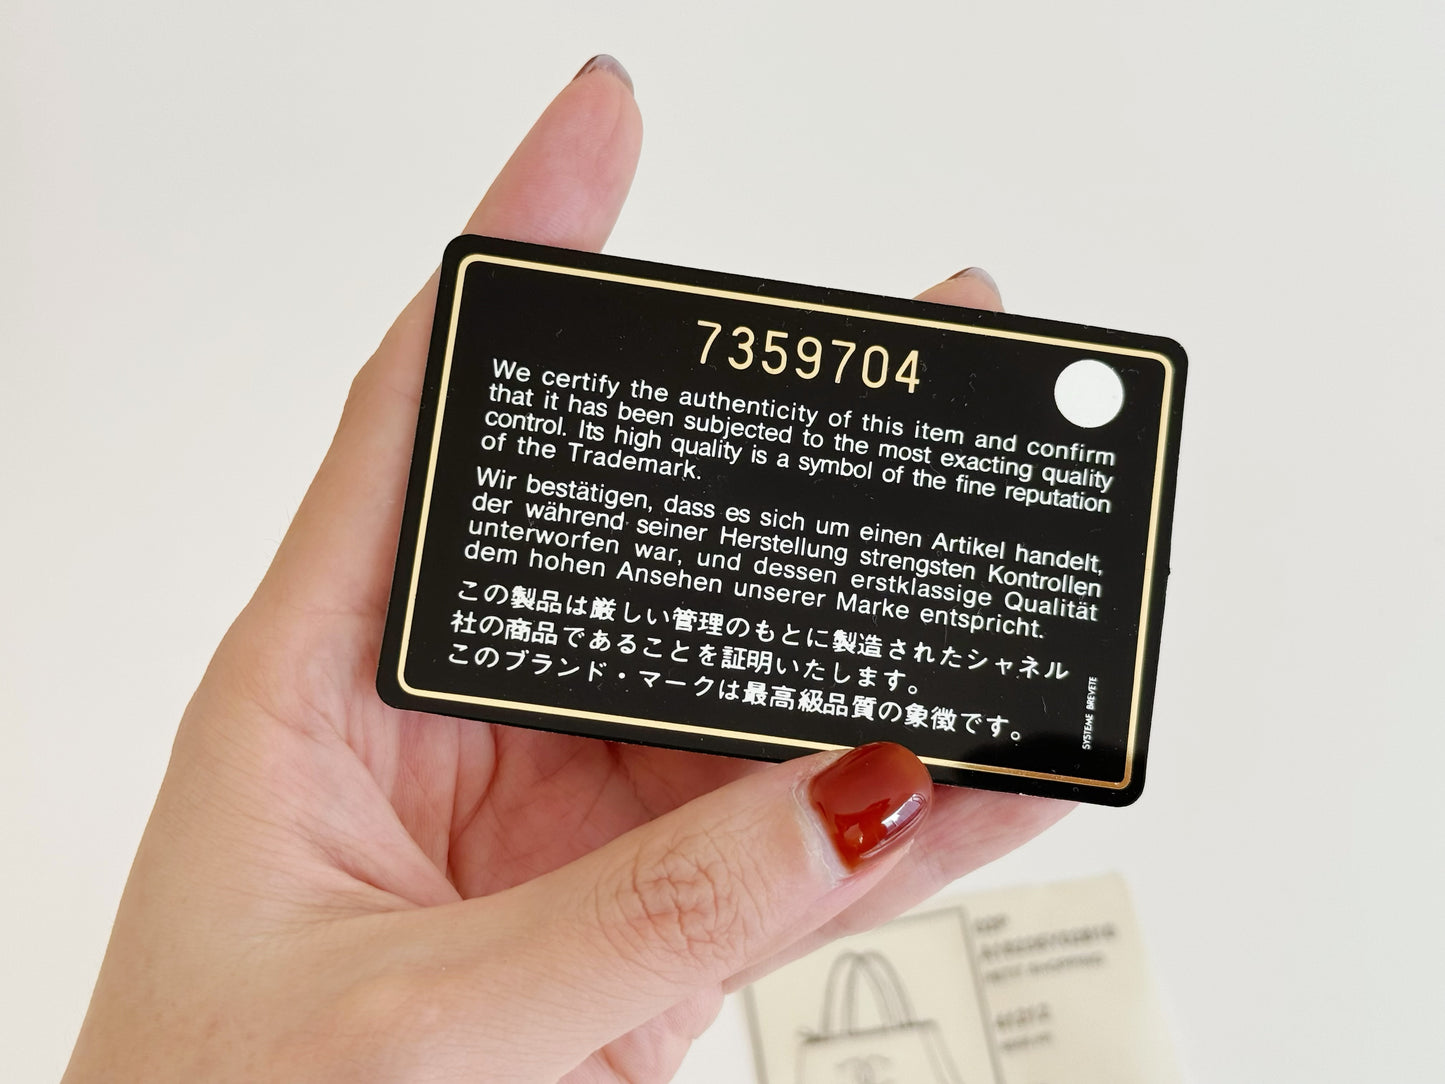 7359704
We certify the authenticity of this item and confirm
that it has been subjected to the most exacting quality
control. Its high quality is a symbol of the fine reputation
of the Trademark.
Wir bestätigen, dass es sich um einen Artikel handelt,
der während seiner Herstellung strengsten Kontrollen
unterworfen war, und dessen erstklassige Qualität
dem hohen Ansehen unserer Marke entspricht.
この製品は厳しい管理のもとに製造されたシャネル
社の商品であることを証明いたします。
このブランド・マークは最高級品質の象徴です。
SYSTEME BREVETE